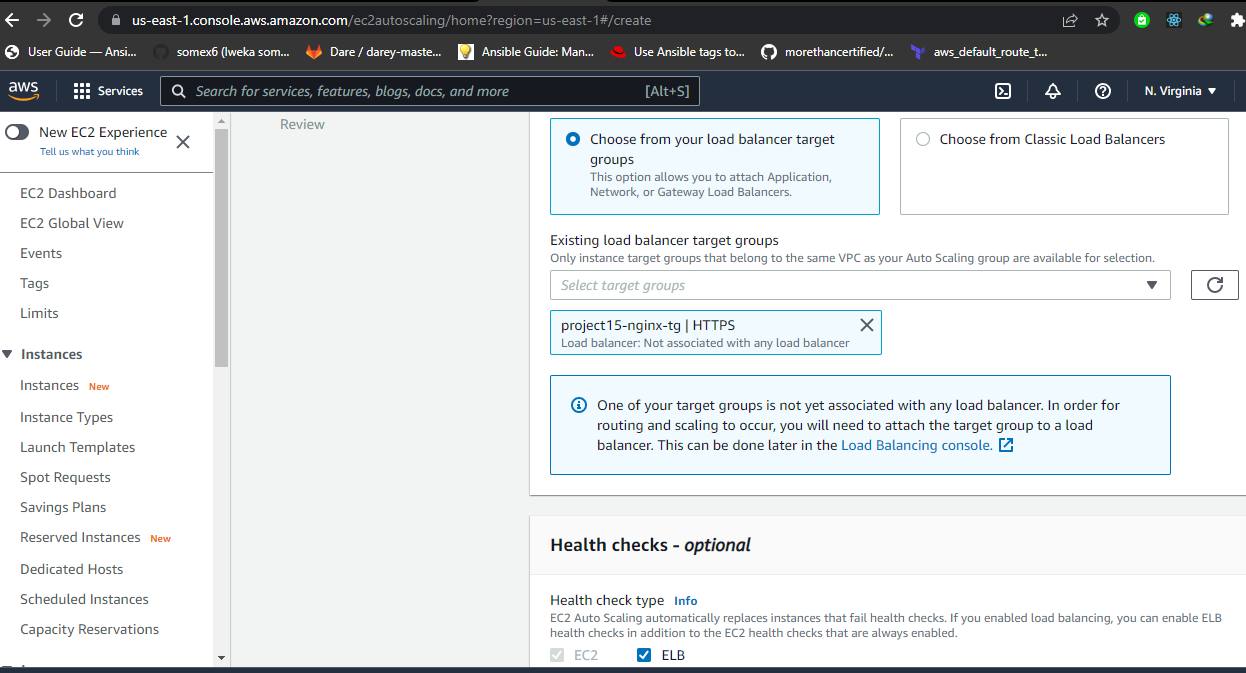 us-east-1.console.aws.amazon.com/ec2autoscaling/home?region=us-east-1#/create
User Guide — Ansi... somex6 (Iweka som... Dare / darey-maste... Ansible Guide: Man... Use Ansible tags to... morethancertified/... aws_default_route_t...
aws Services Search for services, features, blogs, docs, and more [Alt+S] N. Virginia
New EC2 Experience
Tell us what you think
EC2 Dashboard
EC2 Global View
Events
Tags
Limits
Instances
Instances New
Instance Types
Launch Templates
Spot Requests
Savings Plans
Reserved Instances New
Dedicated Hosts
Scheduled Instances
Capacity Reservations
Review
Choose from your load balancer target
groups
This option allows you to attach Application,
Network, or Gateway Load Balancers.
Choose from Classic Load Balancers
Existing load balancer target groups
Only instance target groups that belong to the same VPC as your Auto Scaling group are available for selection.
Select target groups
project15-nginx-tg | HTTPS
Load balancer: Not associated with any load balancer
One of your target groups is not yet associated with any load balancer. In order for
routing and scaling to occur, you will need to attach the target group to a load
balancer. This can be done later in the Load Balancing console.
Health checks - optional
Health check type Info
EC2 Auto Scaling automatically replaces instances that fail health checks. If you enabled load balancing, you can enable ELB
health checks in addition to the EC2 health checks that are always enabled.
EC2 ELB